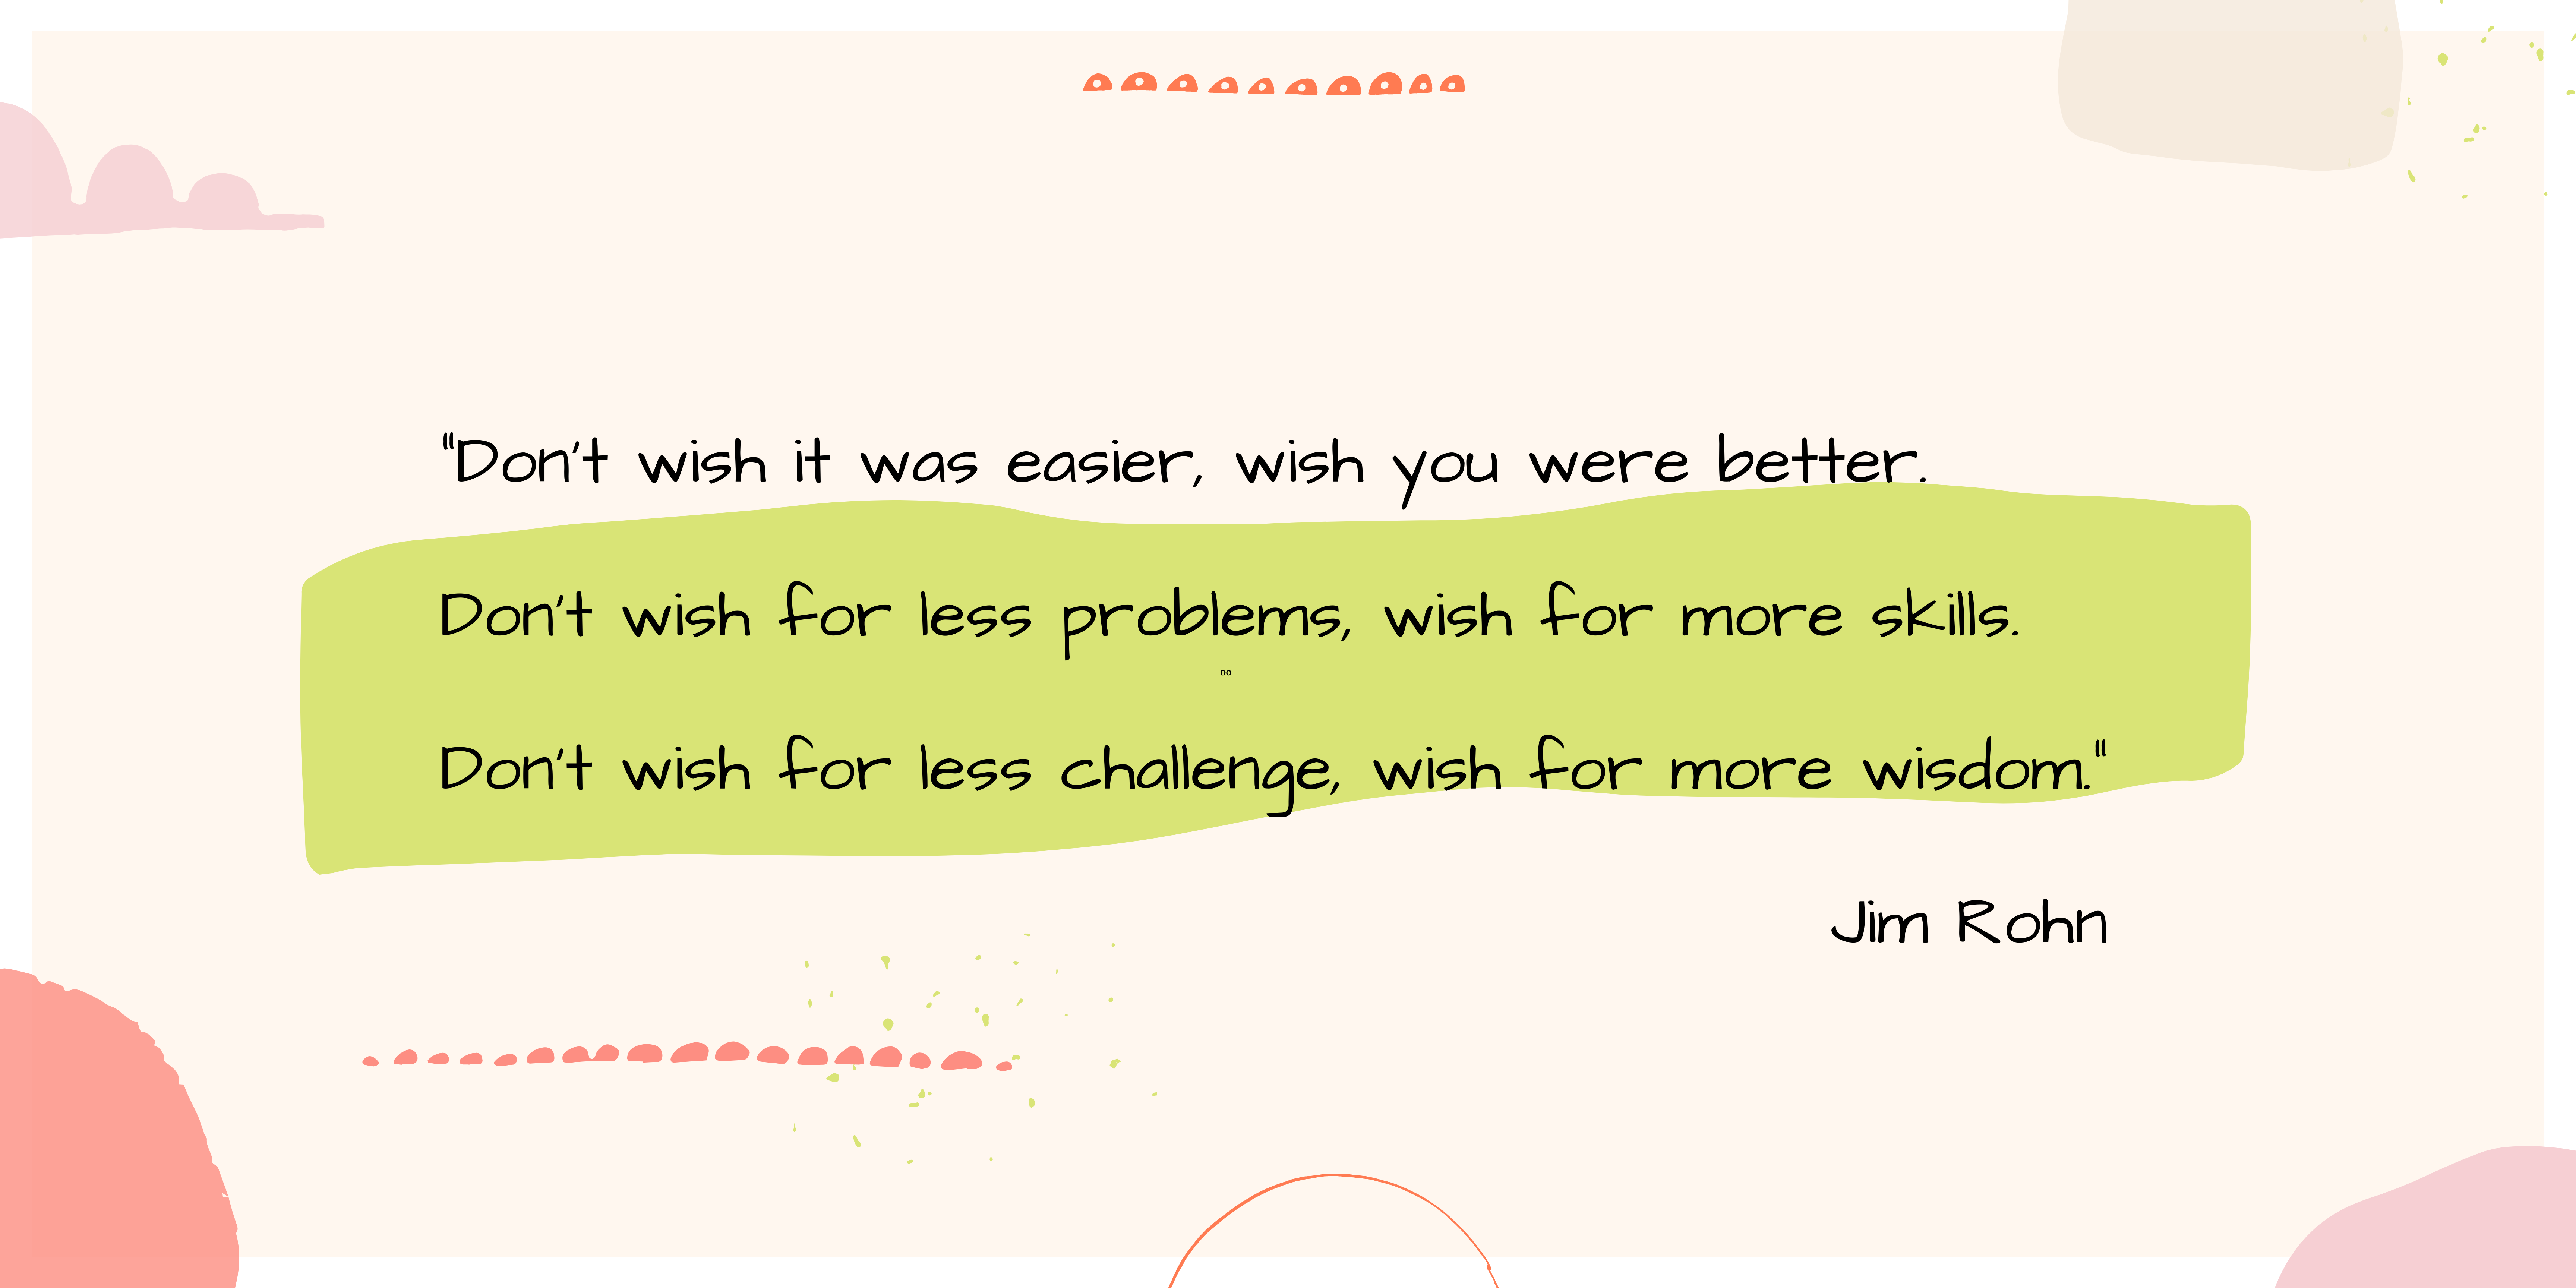 “Don't wish it was easier, wish you were better.
Don't wish for less problems, wish for more skills.
DO
Don't wish for less challenge, wish for more wisdom.“
Jim Rohn